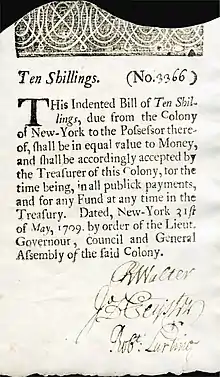 Ten Shillings. (No. 3366)
THis Indented Bill of Ten Shil-
lings, due from the Colony
of New-York to the Possessor there-
of, shall be in equal value to Money,
and shall be accordingly accepted by
the Treasurer of this Colony, for the
time being, in all publick payments,
and for any Fund at any time in the
Treasury. Dated, New-York 31st
of May, 1709. by order of the Lieut.
Governour, Council and General
Assembly of the said Colony.
R Walter
Robt: Lurting